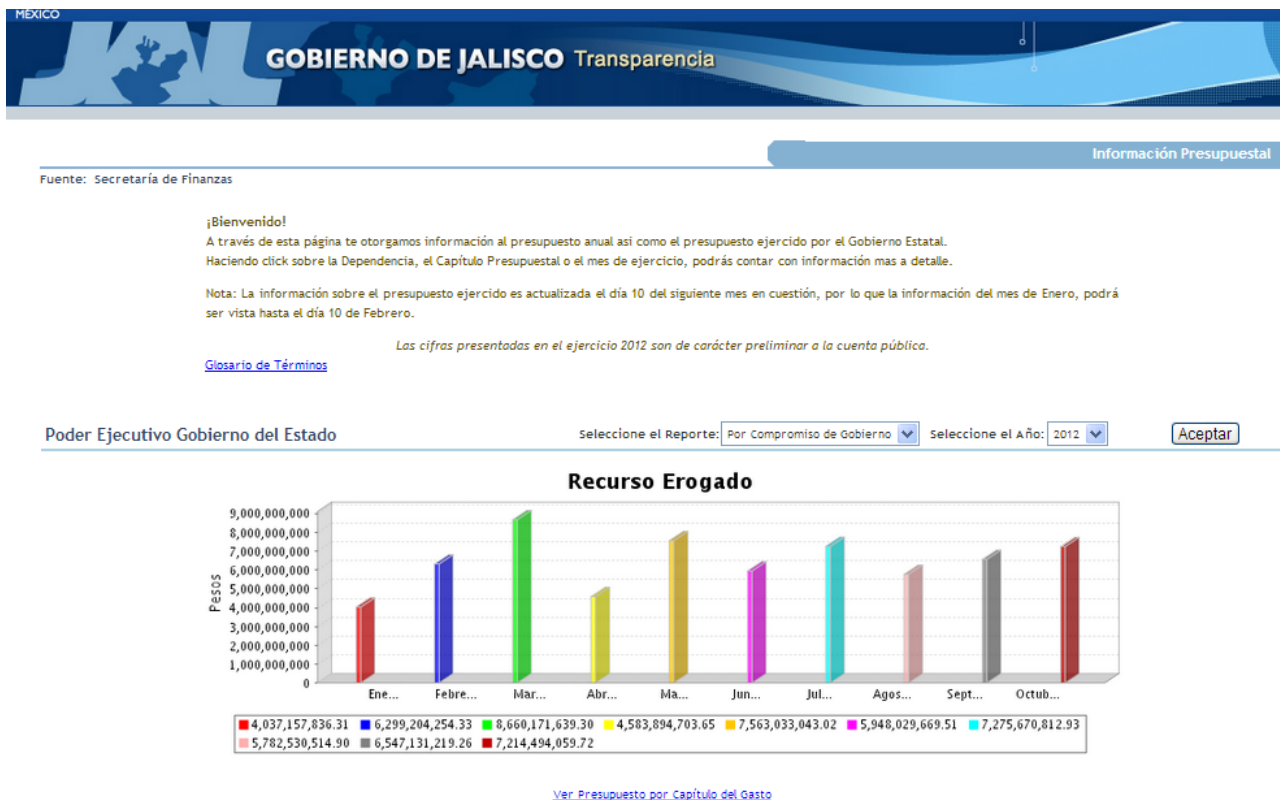 MÉXICO
JAL
GOBIERNO DE JALISCO Transparencia
Información Presupuestal
Fuente: Secretaría de Finanzas
¡Bienvenido!
A través de esta página te otorgamos información al presupuesto anual asi como el presupuesto ejercido por el Gobierno Estatal.
Haciendo click sobre la Dependencia, el Capítulo Presupuestal o el mes de ejercicio, podrás contar con información mas a detalle.
Nota: La información sobre el presupuesto ejercido es actualizada el día 10 del siguiente mes en cuestión, por lo que la información del mes de Enero, podrá
ser vista hasta el día 10 de Febrero.
Las cifras presentadas en el ejercicio 2012 son de carácter preliminar a la cuenta pública.
Glosario de Términos
Poder Ejecutivo Gobierno del Estado Seleccione el Reporte: Por Compromiso de Gobierno Seleccione el Año: 2012 Aceptar
Recurso Erogado
Pesos
9,000,000,000
8,000,000,000
7,000,000,000
6,000,000,000
5,000,000,000
4,000,000,000
3,000,000,000
2,000,000,000
1,000,000,000
0
Ene... Febre... Mar... Abr... Ma... Jun... Jul... Agos... Sept... Octub...
4,037,157,836.31 6,299,204,254.33 8,660,171,639.30 4,583,894,703.65 7,563,033,043.02 5,948,029,669.51 7,275,670,812.93
5,782,530,514.90 6,547,131,219.26 7,214,494,059.72
Ver Presupuesto por Capítulo del Gasto